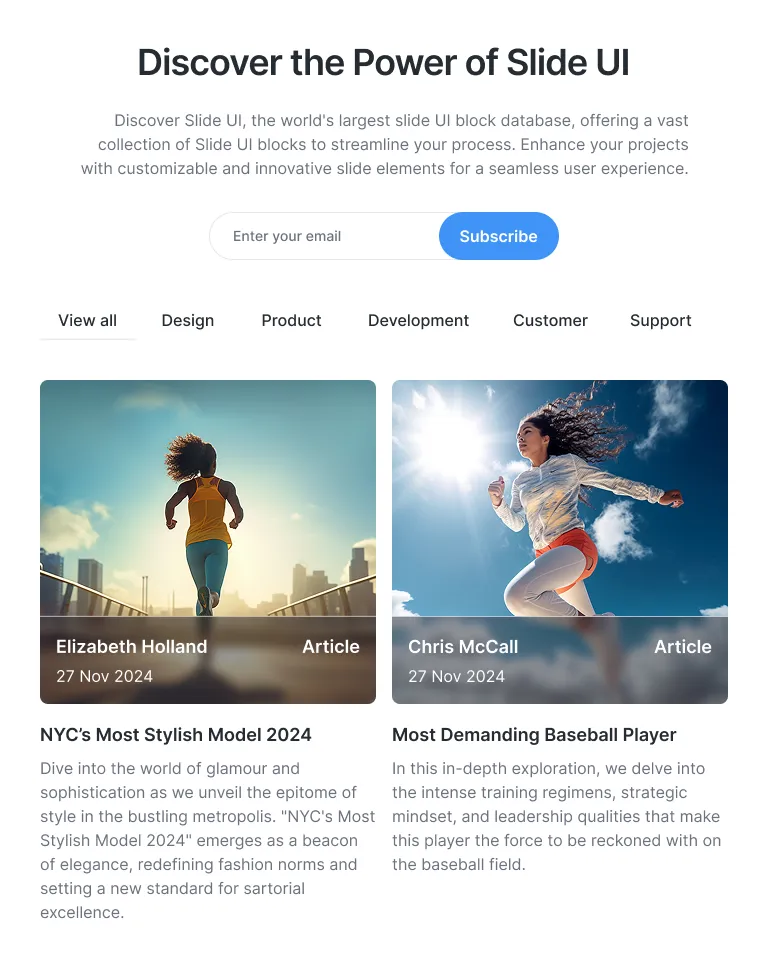 Discover the Power of Slide UI
Discover Slide UI, the world's largest slide UI block database, offering a vast
collection of Slide UI blocks to streamline your process. Enhance your projects
with customizable and innovative slide elements for a seamless user experience.
Enter your email
Subscribe
View all
Design
Product
Development
Customer
Support
Elizabeth Holland
Article
27 Nov 2024
NYC’s Most Stylish Model 2024
Dive into the world of glamour and
sophistication as we unveil the epitome of
style in the bustling metropolis. "NYC's Most
Stylish Model 2024" emerges as a beacon
of elegance, redefining fashion norms and
setting a new standard for sartorial
excellence.
Chris McCall
Article
27 Nov 2024
Most Demanding Baseball Player
In this in-depth exploration, we delve into
the intense training regimens, strategic
mindset, and leadership qualities that make
this player the force to be reckoned with on
the baseball field.